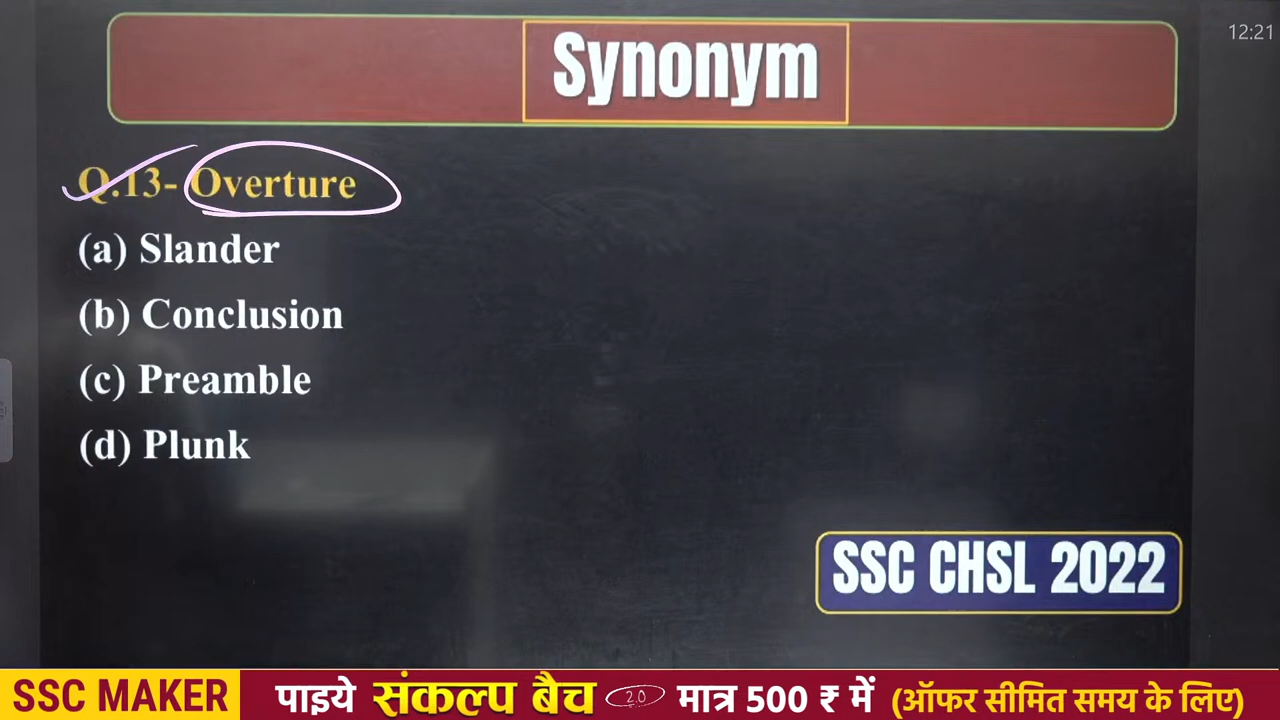 Synonym
12:21
Q.13- Overture
(a) Slander
(b) Conclusion
(c) Preamble
(d) Plunk
SSC CHSL 2022
SSC MAKER पाइये संकल्प बैच 2.0 मात्र 500 ₹ में (ऑफर सीमित समय के लिए)